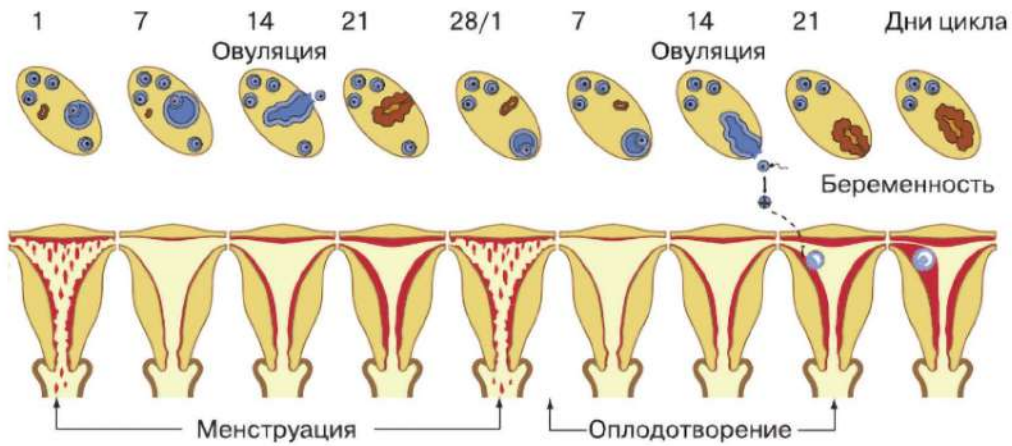 1 7 14 21 28/1 7 14 21 Дни цикла
Овуляция Овуляция
Беременность
Менструация Оплодотворение